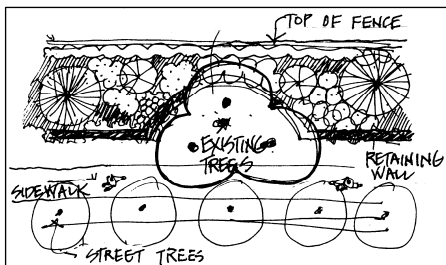 TOP OF FENCE
EXISTING
TREES
RETAINING
WALL
SIDEWALK
STREET TREES